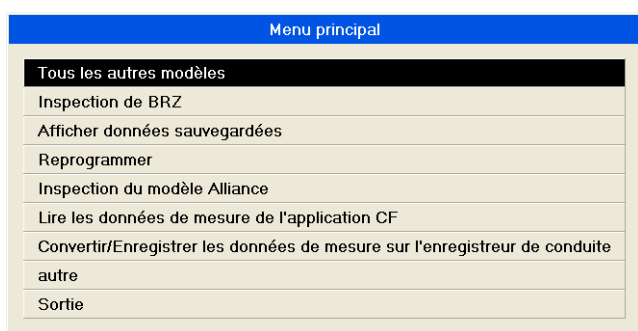 Menu principal
Tous les autres modèles
Inspection de BRZ
Afficher données sauvegardées
Reprogrammer
Inspection du modèle Alliance
Lire les données de mesure de l'application CF
Convertir/Enregistrer les données de mesure sur l'enregistreur de conduite
autre
Sortie